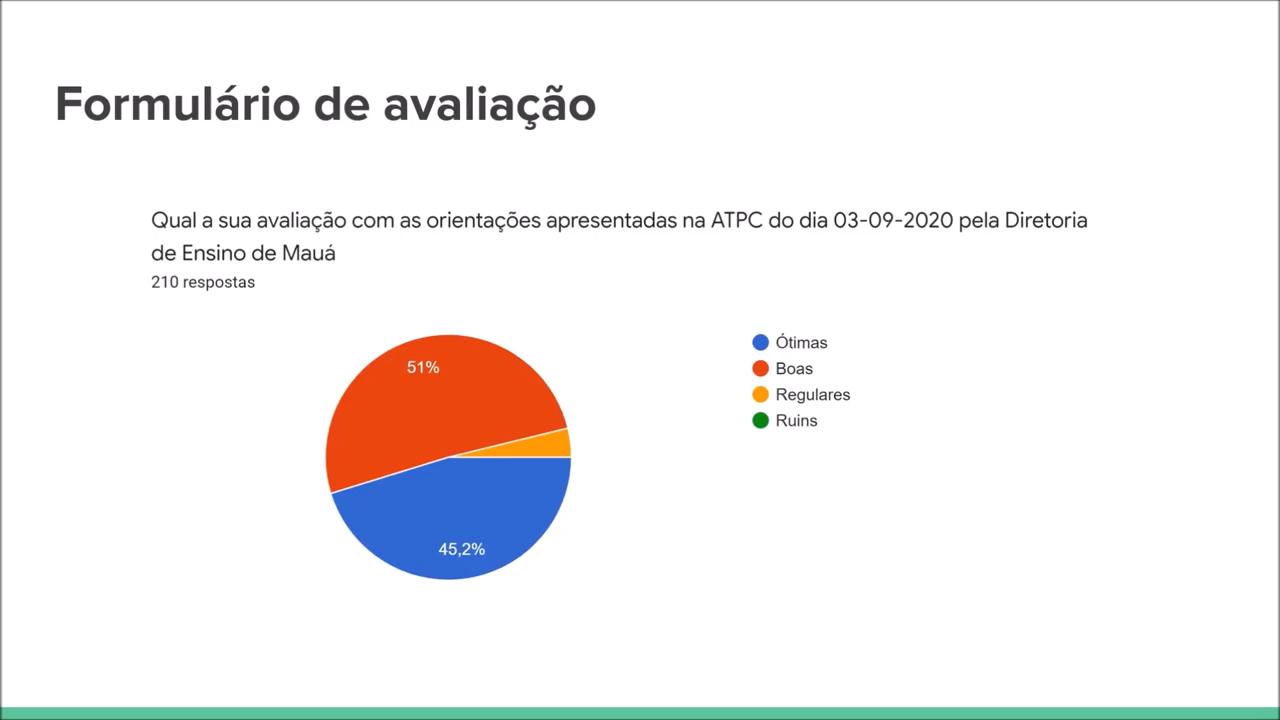 Formulário de avaliação
Qual a sua avaliação com as orientações apresentadas na ATPC do dia 03-09-2020 pela Diretoria
de Ensino de Mauá
210 respostas
51%
45,2%
Ótimas
Boas
Regulares
Ruins